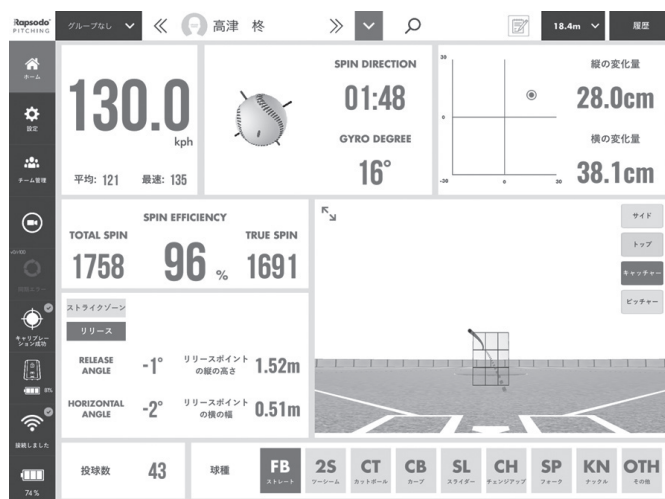 Rapsodo
PITCHING
グループなし
高津 柊
18.4m
履歴
ホーム
設定
チーム管理
キャリブレー
ション成功
81%
接続しました
74 %
130.0
kph
平均: 121 最速: 135
SPIN DIRECTION
01:48
GYRO DEGREE
16°
30
0
-30
0
30
縦の変化量
28.0cm
横の変化量
38.1cm
SPIN EFFICIENCY
TOTAL SPIN
1758
96 %
TRUE SPIN
1691
サイド
トップ
キャッチャー
ピッチャー
ストライクゾーン
リリース
RELEASE
ANGLE
-1°
リリースポイント
の縦の高さ
1.52m
HORIZONTAL
ANGLE
-2°
リリースポイント
の横の幅
0.51m
投球数
43
球種
FB
ストレート
2S
ツーシーム
CT
カットボール
CB
カーブ
SL
スライダー
CH
チェンジアップ
SP
フォーク
KN
ナックル
OTH
その他